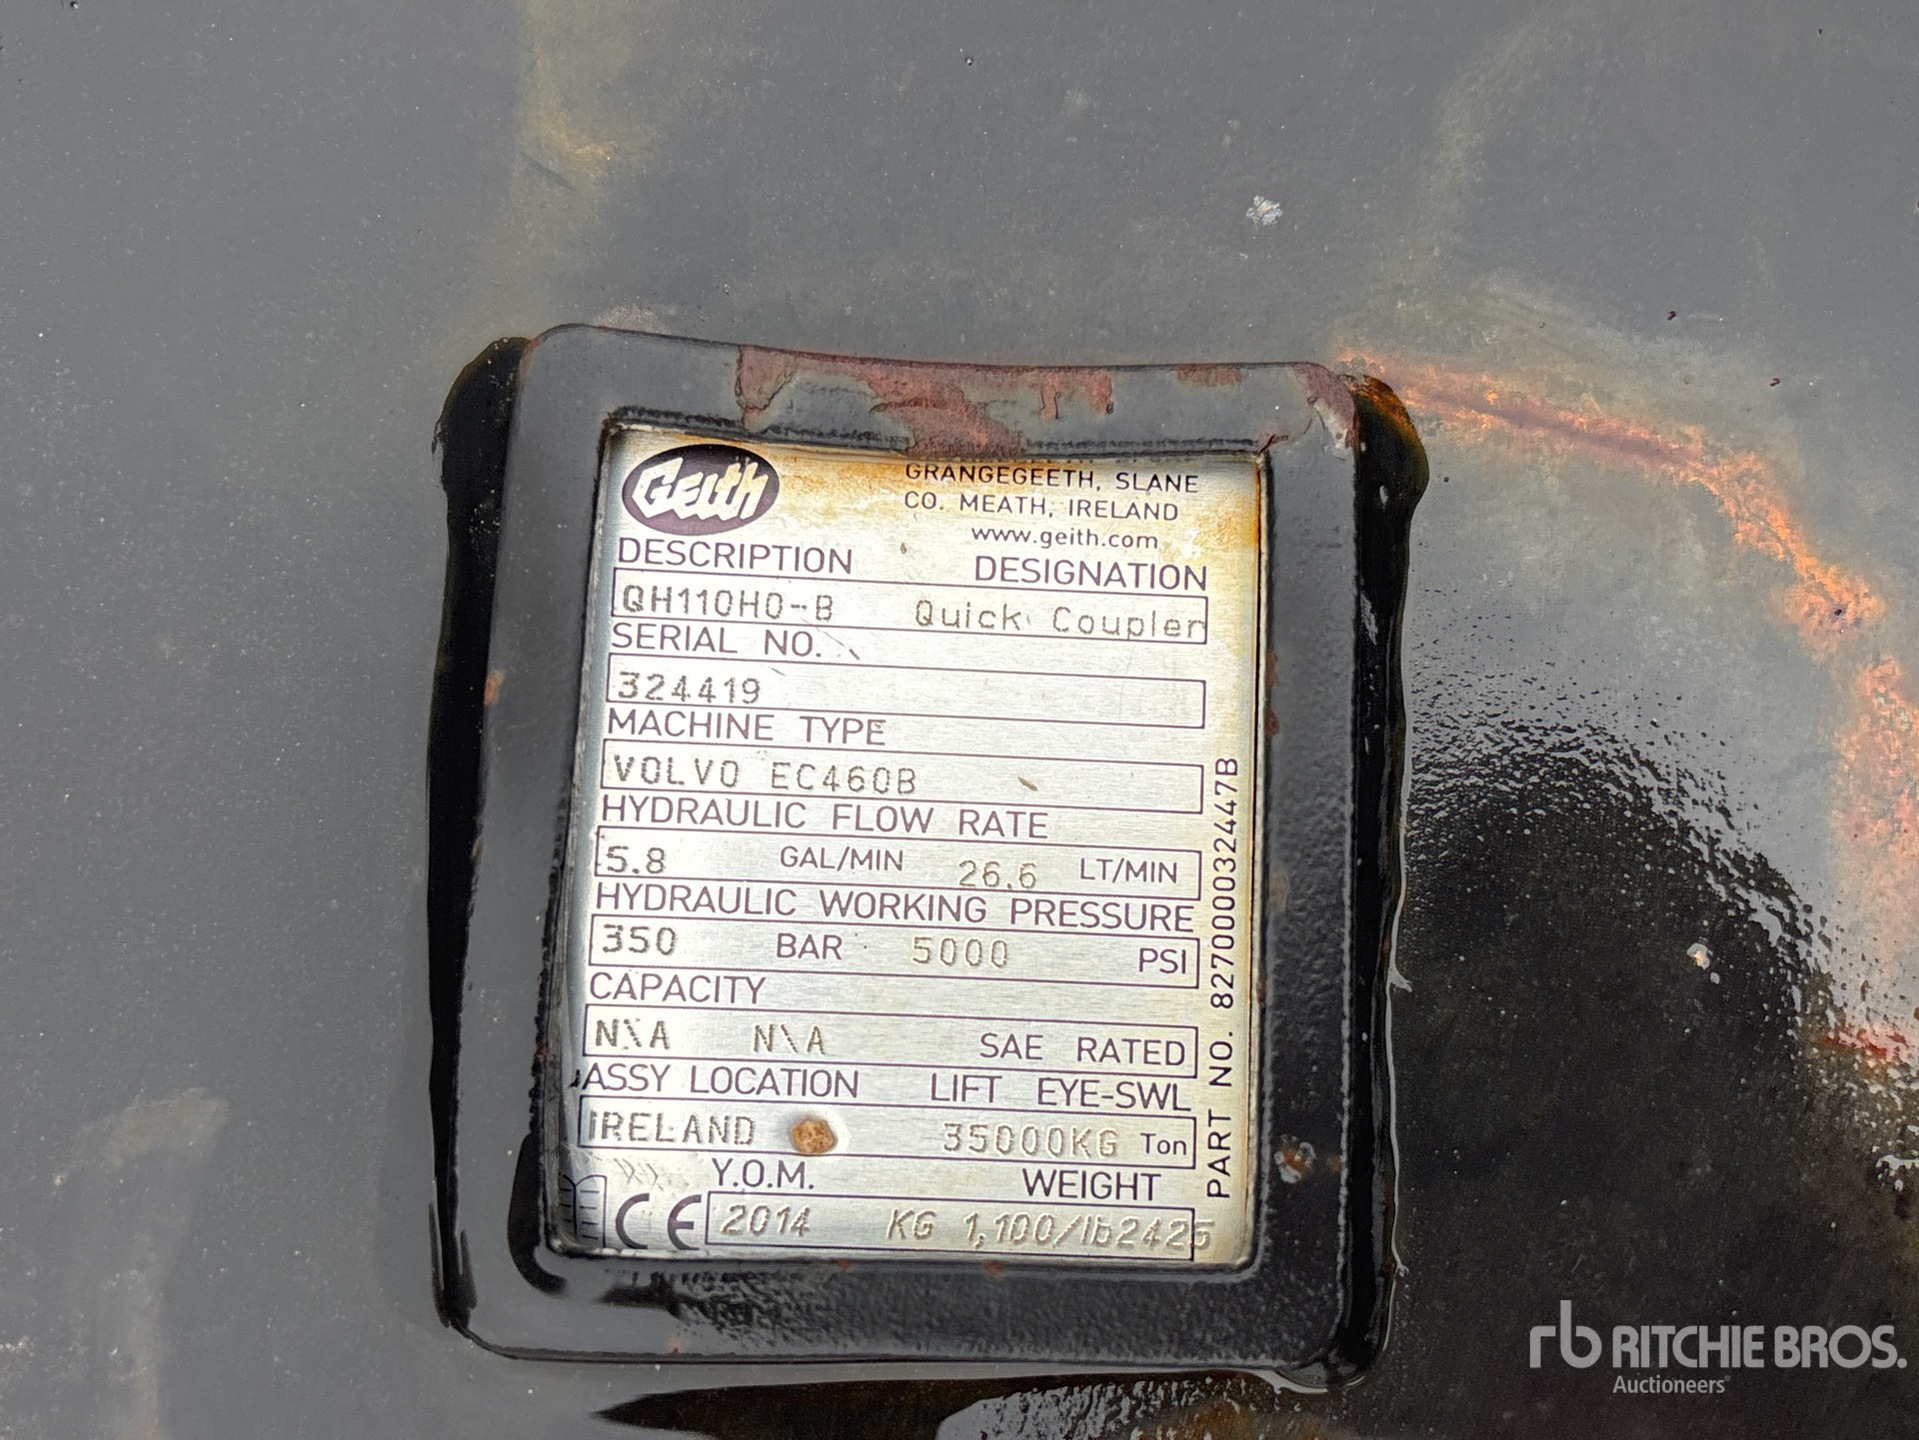 Geith
GRANGEGEETH, SLANE
CO. MEATH, IRELAND
www.geith.com
DESCRIPTION DESIGNATION
QH110H0-B Quick Coupler
SERIAL NO.
324419
MACHINE TYPE
VOLVO EC460B
HYDRAULIC FLOW RATE
5.8 GAL/MIN 26.6 LT/MIN
HYDRAULIC WORKING PRESSURE
350 BAR 5000 PSI
CAPACITY
N\A N\A SAE RATED
ASSY LOCATION LIFT EYE-SWL
IRELAND 35000KG Ton
Y.O.M. WEIGHT
CE 2014 KG 1,100/lb2425
PART NO. 8270000324447B
rb RITCHIE BROS.
Auctioneers